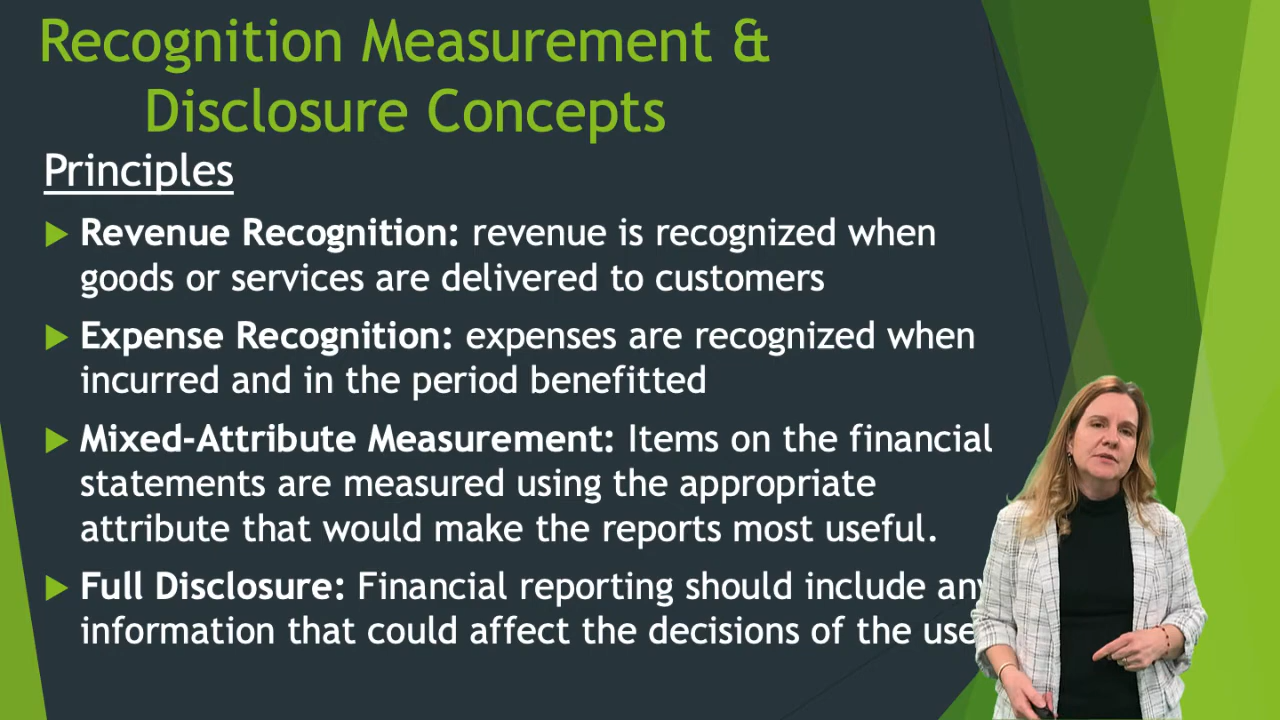 Recognition Measurement &
Disclosure Concepts
Principles
Revenue Recognition: revenue is recognized when
goods or services are delivered to customers
Expense Recognition: expenses are recognized when
incurred and in the period benefitted
Mixed-Attribute Measurement: Items on the financial
statements are measured using the appropriate
attribute that would make the reports most useful.
Full Disclosure: Financial reporting should include any
information that could affect the decisions of the